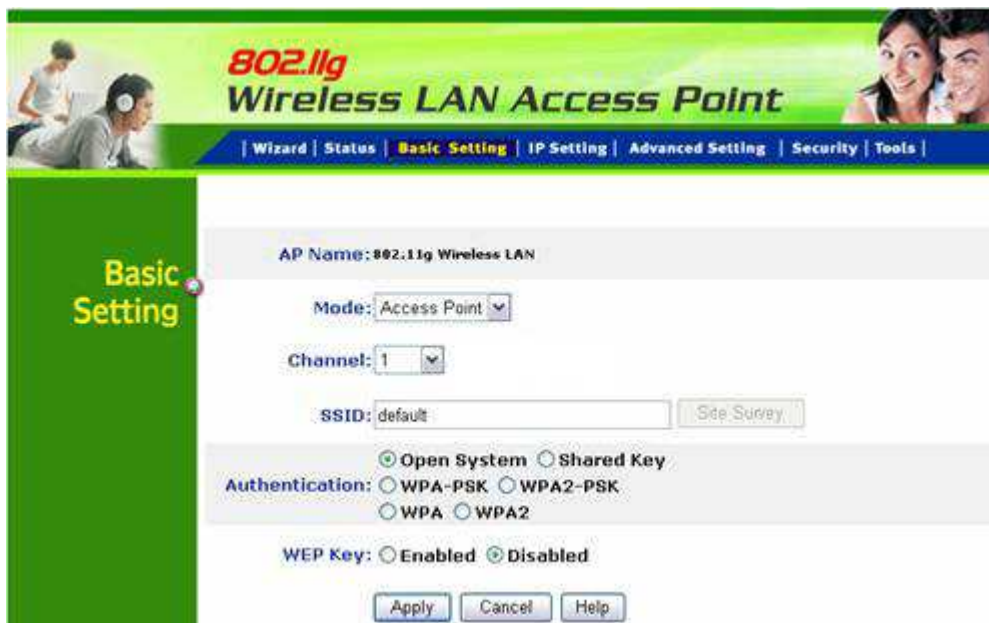 802.11g
Wireless LAN Access Point
| Wizard | Status | Basic Setting | IP Setting | Advanced Setting | Security | Tools |
Basic
Setting
AP Name: 802.11g Wireless LAN
Mode: Access Point
Channel: 1
SSID: default Site Survey
Open System Shared Key
Authentication: WPA-PSK WPA2-PSK
WPA WPA2
WEP Key: Enabled Disabled
Apply Cancel Help